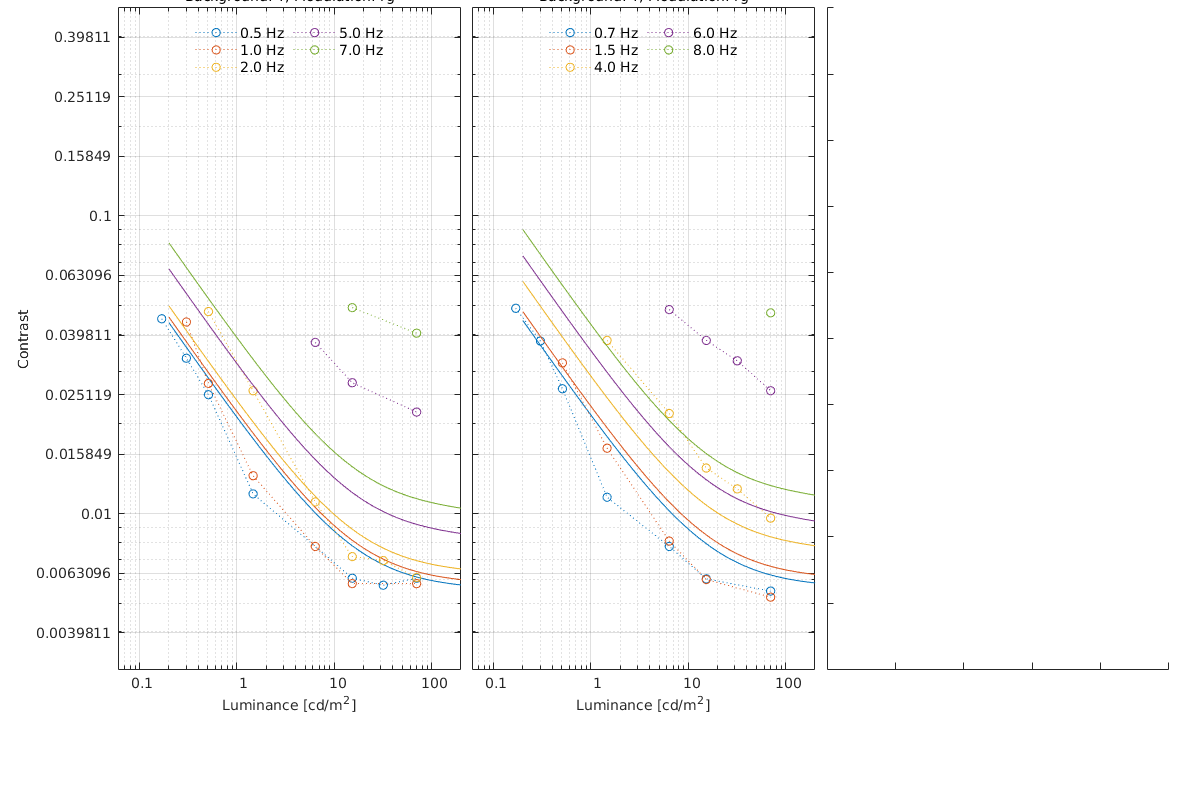 0.5 Hz 5.0 Hz
1.0 Hz 7.0 Hz
2.0 Hz
0.7 Hz 6.0 Hz
1.5 Hz 8.0 Hz
4.0 Hz
0.39811
0.25119
0.15849
0.1
0.063096
0.039811
0.025119
0.015849
0.01
0.0063096
0.0039811
Contrast
0.1 1 10 100
Luminance [cd/m²]
0.1 1 10 100
Luminance [cd/m²]